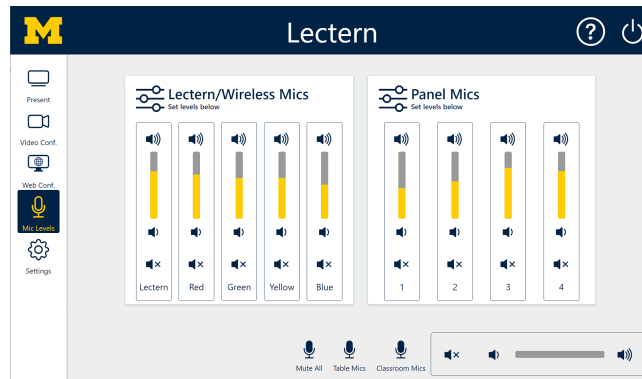 M
Lectern
?
Present
Video Conf.
Web Conf.
Mic Levels
Settings
Lectern/Wireless Mics
Set levels below
Lectern
Red
Green
Yellow
Blue
Panel Mics
Set levels below
1
2
3
4
Mute All
Table Mics
Classroom Mics